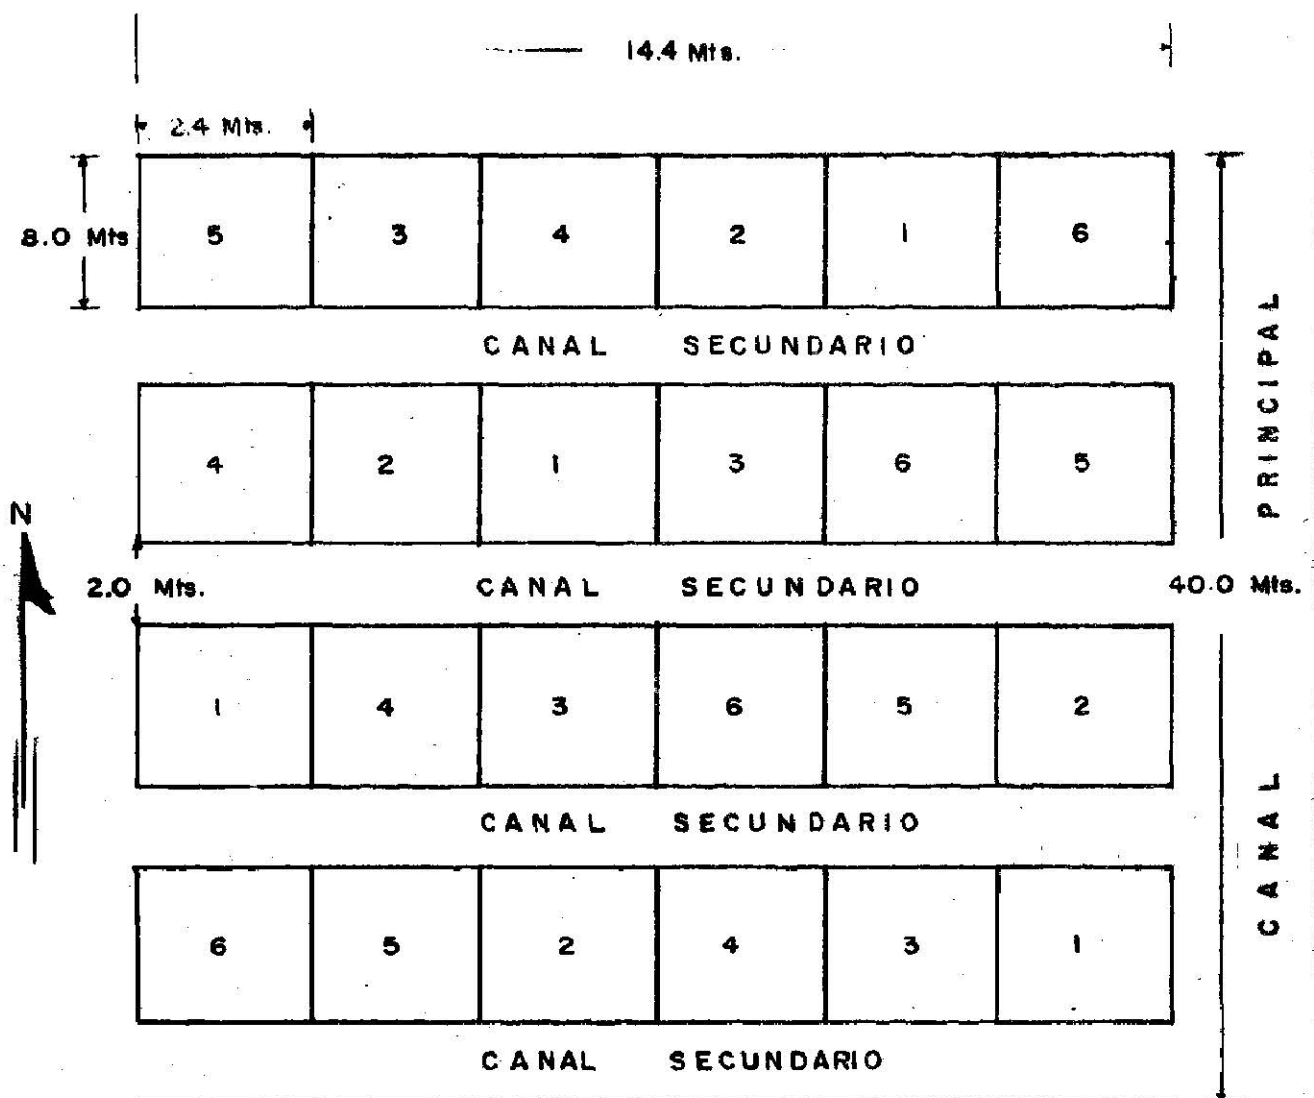 14.4 Mts.
2.4 Mts.
8.0 Mts
5 3 4 2 1 6
CANAL SECUNDARIO
4 2 1 3 6 5
N
2.0 Mts.
CANAL SECUNDARIO
40.0 Mts.
1 4 3 6 5 2
CANAL SECUNDARIO
6 5 2 4 3 1
CANAL SECUNDARIO
CANAL PRINCIPAL